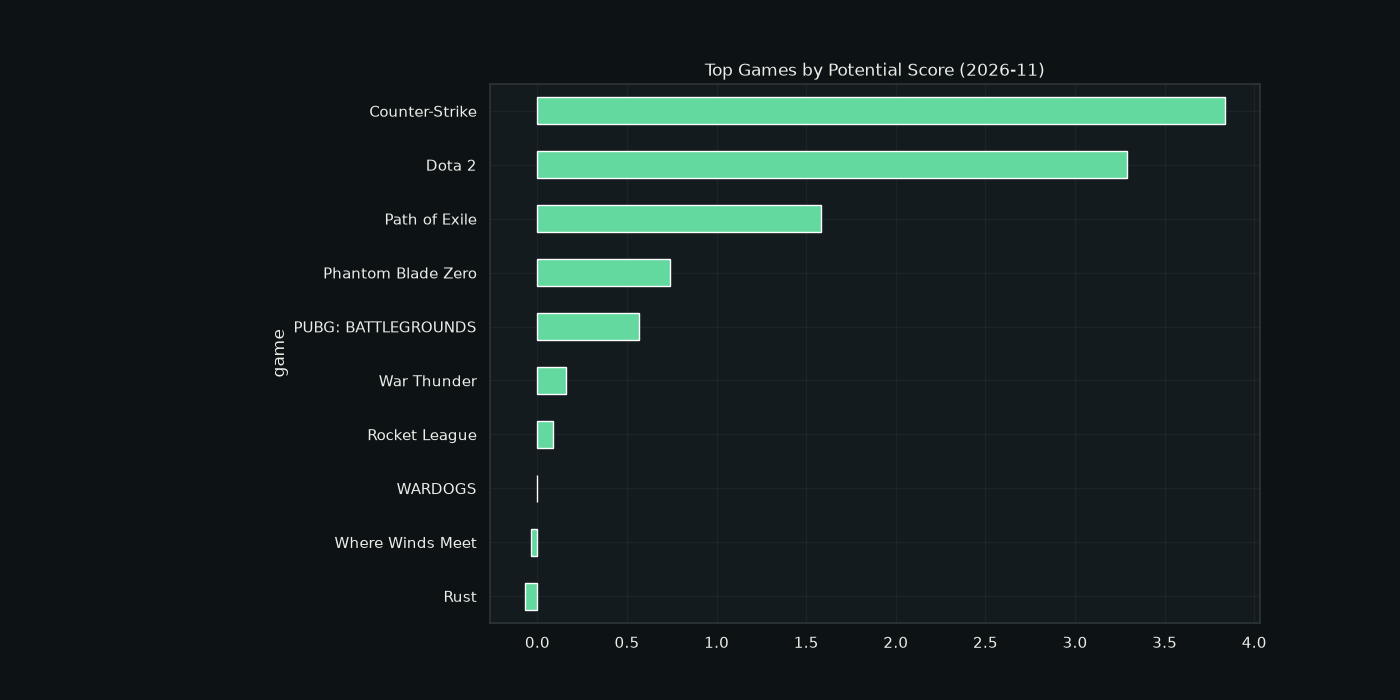 Top Games by Potential Score (2026-11)
Counter-Strike
Dota 2
Path of Exile
Phantom Blade Zero
PUBG: BATTLEGROUNDS
War Thunder
Rocket League
WARDOGS
Where Winds Meet
Rust
game
0.0 0.5 1.0 1.5 2.0 2.5 3.0 3.5 4.0